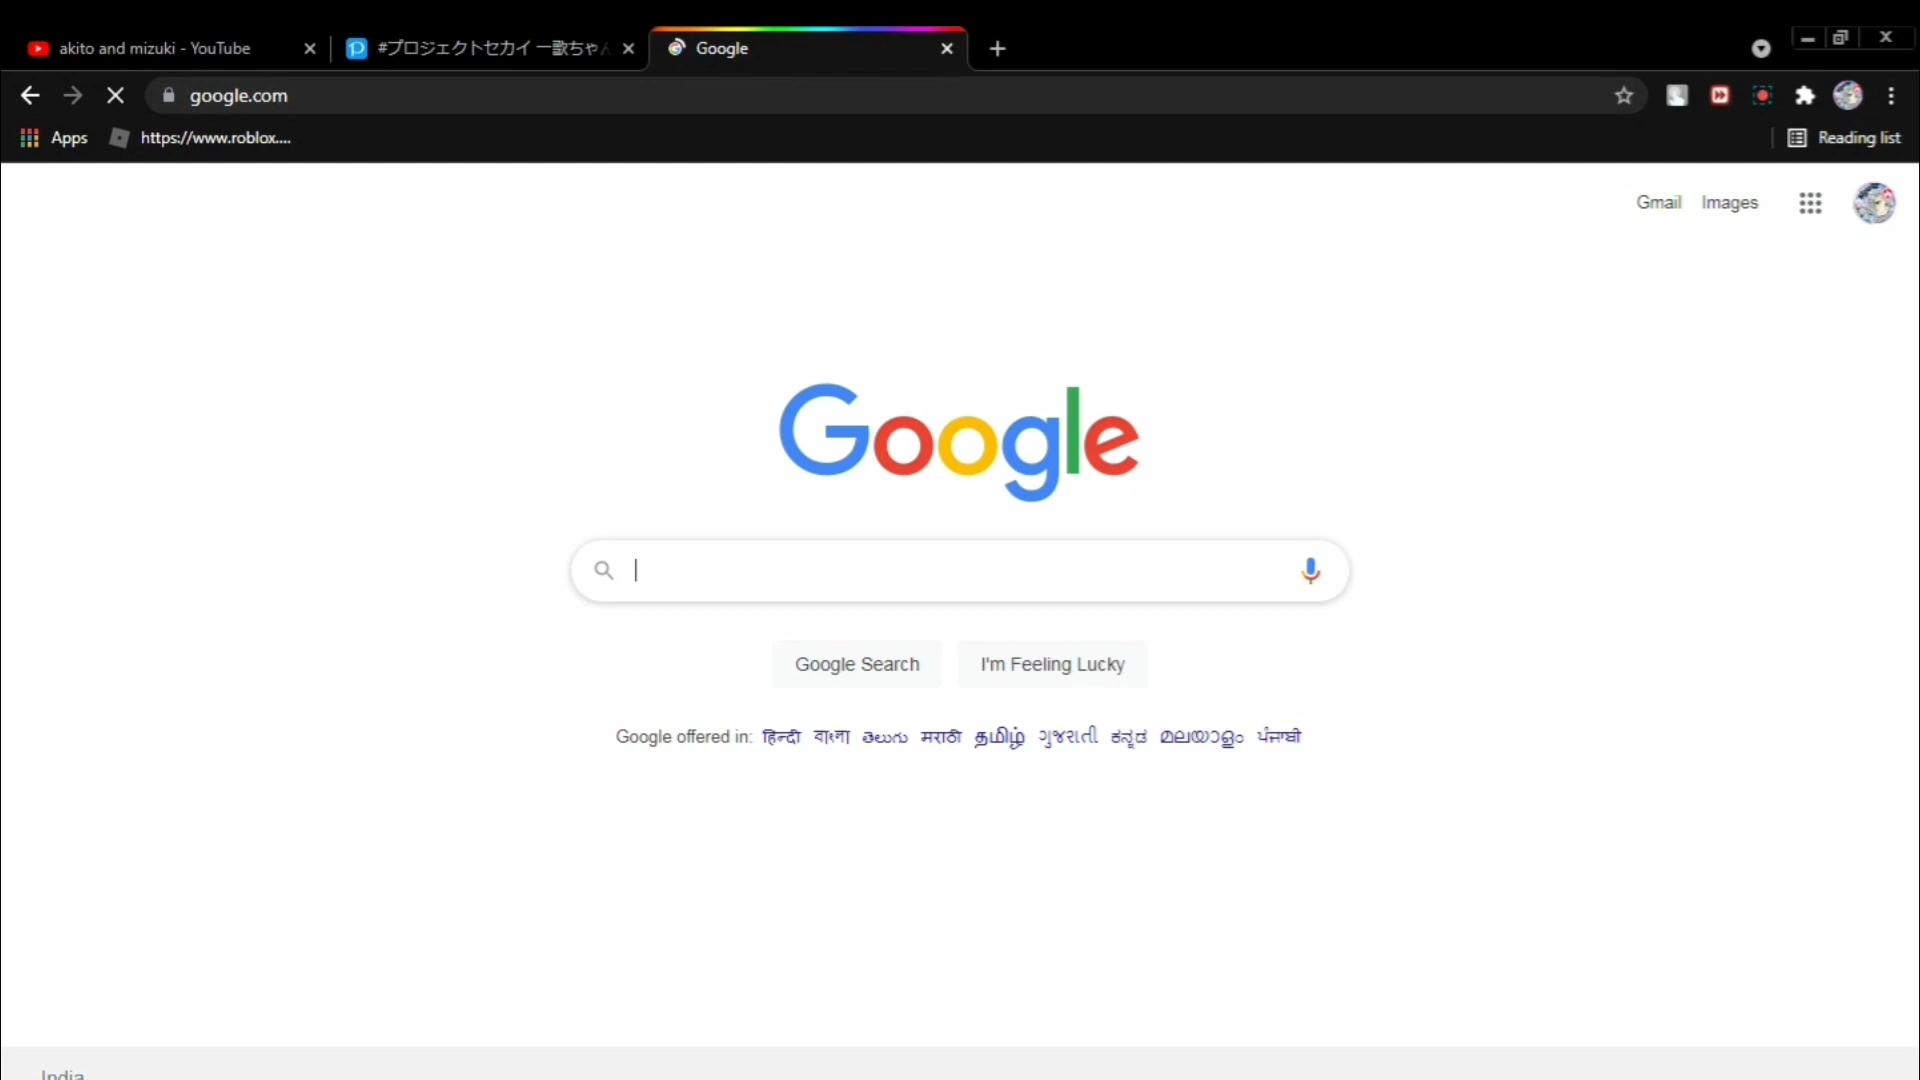 akito and mizuki - YouTube
#プロジェクトセカイ 一歌ちゃん
Google
google.com
Apps
https://www.roblox....
Reading list
Gmail Images
Google
Google Search
I'm Feeling Lucky
Google offered in: हिन्दी বাংলা తెలుగు मराठी தமிழ் ગુજરાતી ಕನ್ನಡ മലയാളം ਪੰਜਾਬੀ
India